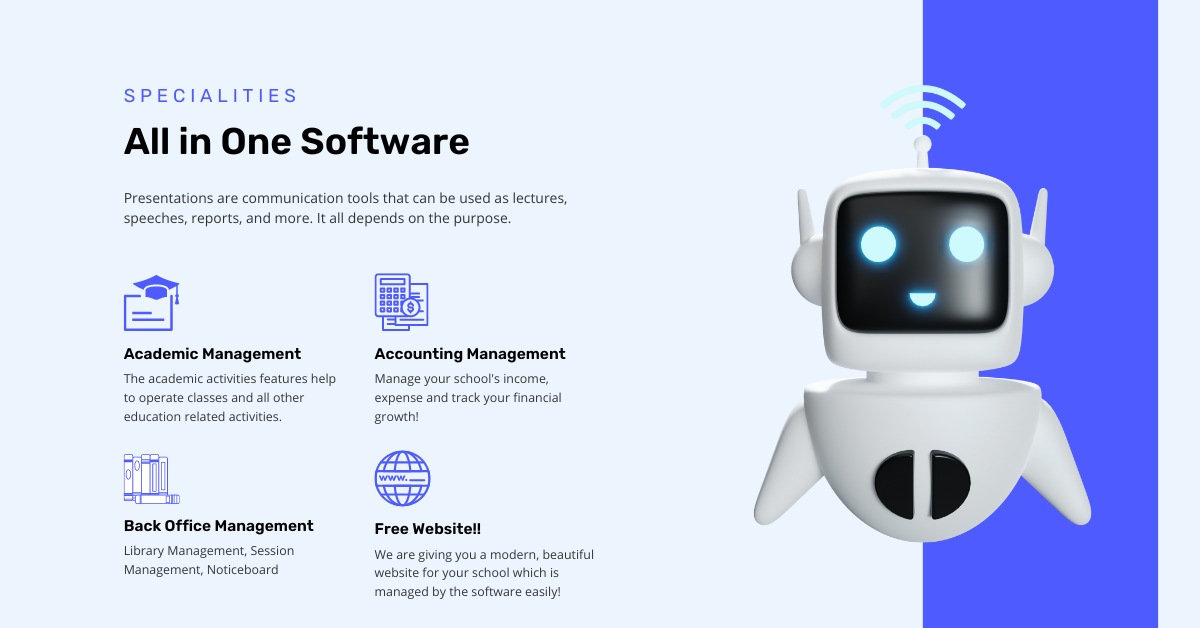 SPECIALITIES
All in One Software
Presentations are communication tools that can be used as lectures,
speeches, reports, and more. It all depends on the purpose.
$
Academic Management
The academic activities features help
to operate classes and all other
education related activities.
Accounting Management
Manage your school's income,
expense and track your financial
growth!
www.
Back Office Management
Library Management, Session
Management, Noticeboard
Free Website!!
We are giving you a modern, beautiful
website for your school which is
managed by the software easily!